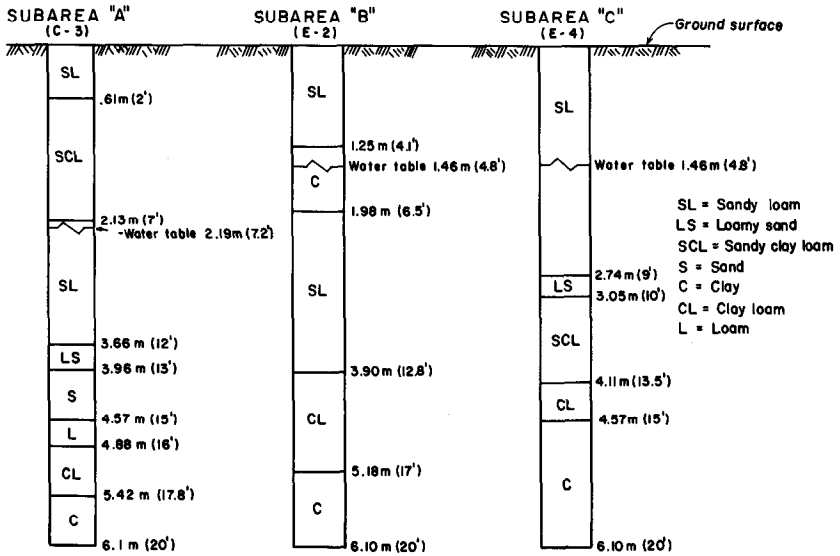 SUBAREA "A"
(C-3)
SL
.61m (2')
SCL
2.13 m (7')
-Water table 2.19m (7.2')
SL
3.66 m (12')
LS
3.96 m (13')
S
4.57 m (15')
L
4.88 m (16')
CL
5.42 m (17.8')
C
6.1 m (20')
SUBAREA "B"
(E-2)
SL
1.25 m (4.1')
Water table 1.46 m (4.8')
C
1.98 m (6.5')
SL
3.90 m (12.8')
CL
5.18 m (17')
C
6.10 m (20')
SUBAREA "C"
(E-4)
Ground surface
SL
Water table 1.46 m (4.8')
2.74 m (9')
LS
3.05 m (10')
SCL
4.11 m (13.5')
CL
4.57 m (15')
C
6.10 m (20')
SL = Sandy loam
LS = Loamy sand
SCL = Sandy clay loam
S = Sand
C = Clay
CL = Clay loam
L = Loam